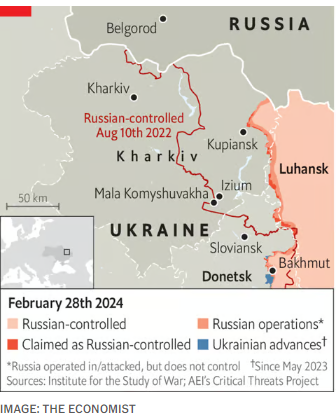 Belgorod
RUSSIA
Kharkiv
Russian-controlled
Aug 10th 2022
Kupiansk
Kharkiv
Luhansk
50 km
Izium
Mala Komyshuvakha
UKRAINE
Sloviansk
Bakhmut
Donetsk
February 28th 2024
Russian-controlled
Russian operations*
Claimed as Russian-controlled
Ukrainian advances†
*Russia operated in/attacked, but does not control †Since May 2023
Sources: Institute for the Study of War; AEI’s Critical Threats Project
IMAGE: THE ECONOMIST